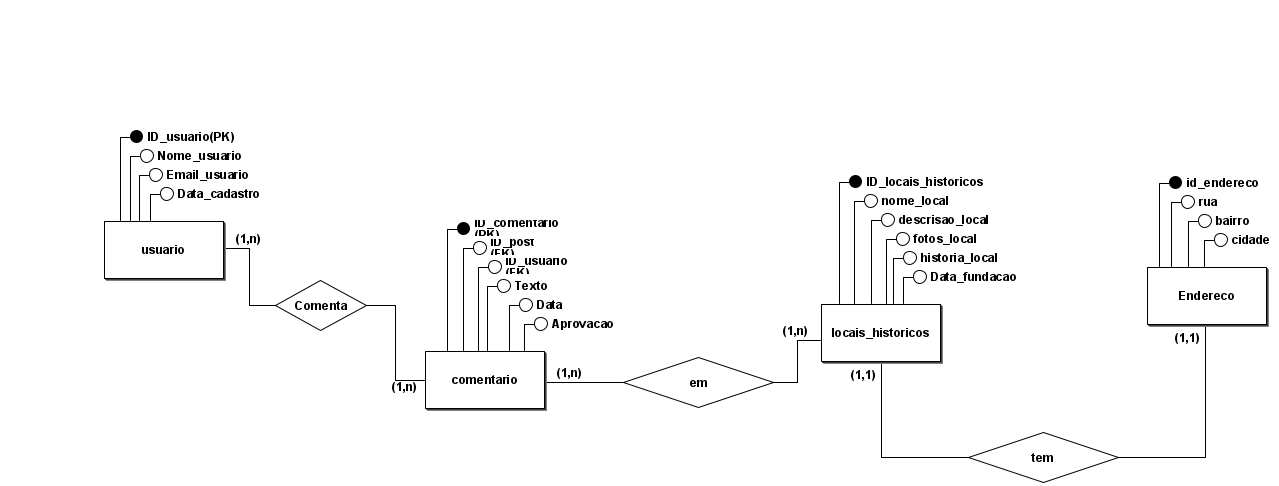 ID_usuario(PK)
Nome_usuario
Email_usuario
Data_cadastro
usuario
(1,n)
Comenta
(1,n)
ID_comentario
(PK)
ID_post
(FK)
ID_usuario
(FK)
Texto
Data
Aprovacao
comentario
(1,n)
em
(1,n)
ID_locais_historicos
nome_local
descrisao_local
fotos_local
historia_local
Data_fundacao
locais_historicos
(1,1)
tem
(1,1)
id_endereco
rua
bairro
cidade
Endereco